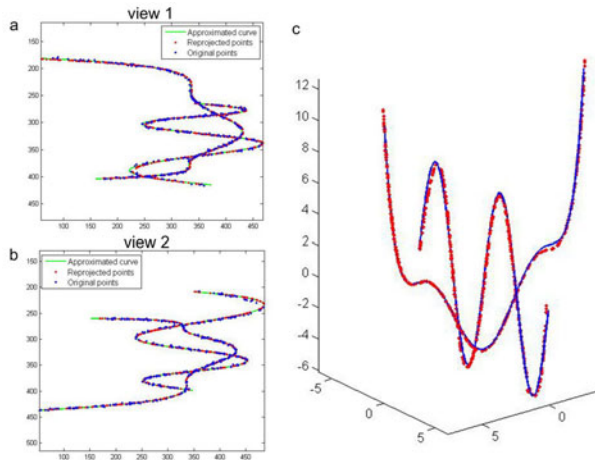 view 1
a
Approximated curve
Reprojected points
Original points
150
200
250
300
350
400
450
100 150 200 250 300 350 400 450
view 2
b
Approximated curve
Reprojected points
Original points
150
200
250
300
350
400
450
500
100 150 200 250 300 350 400 450
c
12
10
8
6
4
2
0
-2
-4
-6
-5
0
5
5
0